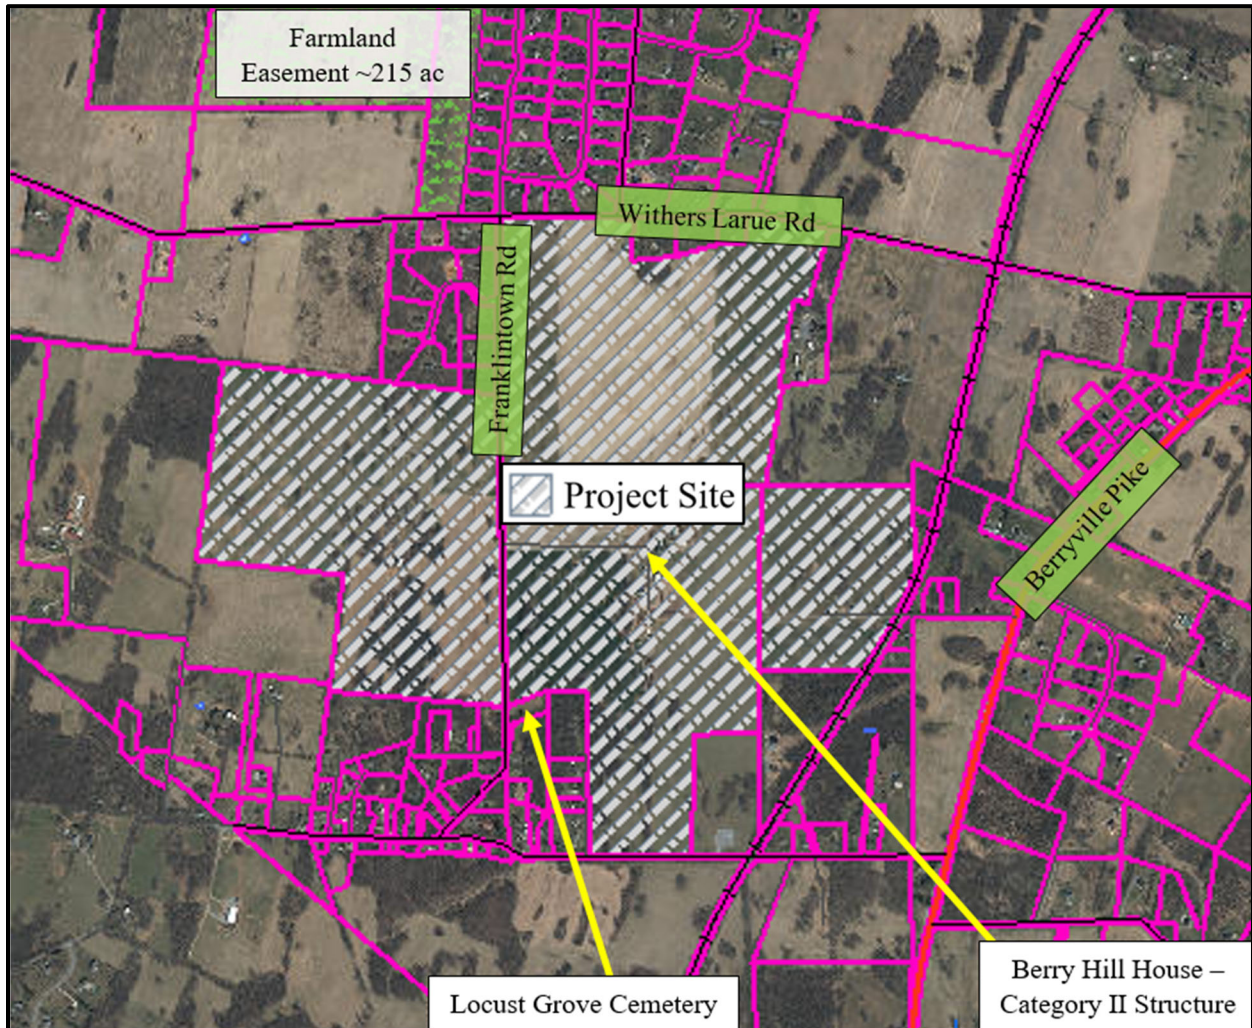 Farmland
Easement ~215 ac
Withers Larue Rd
Franklintown Rd
Project Site
Berryville Pike
Locust Grove Cemetery
Berry Hill House –
Category II Structure